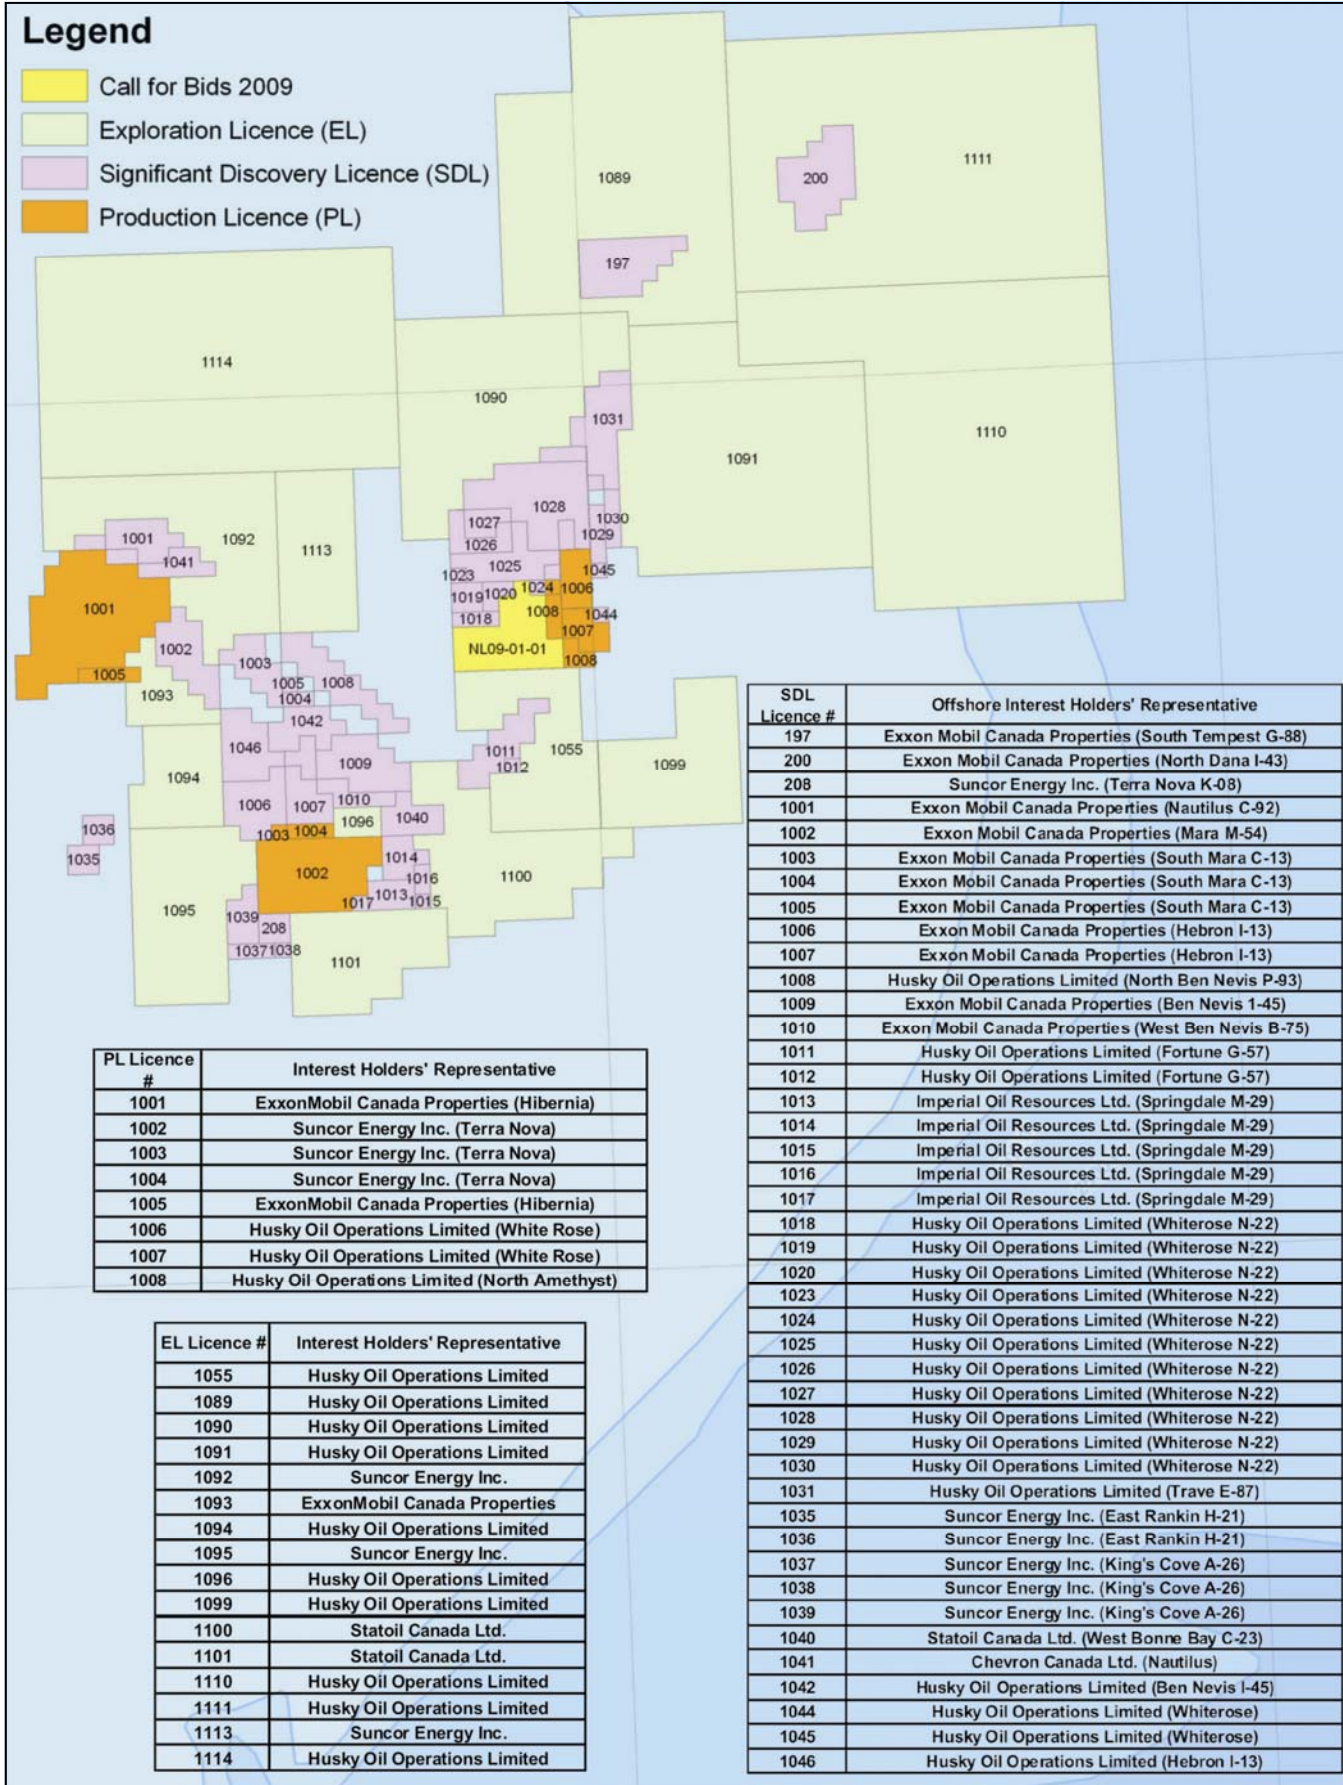 Legend
Call for Bids 2009
Exploration Licence (EL)
Significant Discovery Licence (SDL)
Production Licence (PL)
1089
200
1111
197
1114
1090
1031
1091
1110
1001
1041
1092
1113
1027
1028
1030
1026
1029
1023
1025
1045
1019
1020
1024
1006
1001
1018
1008
1044
1007
1002
NL09-01-01
1008
1005
1093
1003
1005
1008
1004
1042
1046
1009
1011
1012
1055
1099
1094
1006
1007
1010
1040
1036
1003
1004
1096
1035
1002
1014
1016
1100
1017
1013
1015
1095
1039
208
1037
1038
1101
PL Licence # Interest Holders' Representative
1001 ExxonMobil Canada Properties (Hibernia)
1002 Suncor Energy Inc. (Terra Nova)
1003 Suncor Energy Inc. (Terra Nova)
1004 Suncor Energy Inc. (Terra Nova)
1005 ExxonMobil Canada Properties (Hibernia)
1006 Husky Oil Operations Limited (White Rose)
1007 Husky Oil Operations Limited (White Rose)
1008 Husky Oil Operations Limited (North Amethyst)
EL Licence # Interest Holders' Representative
1055 Husky Oil Operations Limited
1089 Husky Oil Operations Limited
1090 Husky Oil Operations Limited
1091 Husky Oil Operations Limited
1092 Suncor Energy Inc.
1093 ExxonMobil Canada Properties
1094 Husky Oil Operations Limited
1095 Suncor Energy Inc.
1096 Husky Oil Operations Limited
1099 Husky Oil Operations Limited
1100 Statoil Canada Ltd.
1101 Statoil Canada Ltd.
1110 Husky Oil Operations Limited
1111 Husky Oil Operations Limited
1113 Suncor Energy Inc.
1114 Husky Oil Operations Limited
SDL Licence # Offshore Interest Holders' Representative
197 Exxon Mobil Canada Properties (South Tempest G-88)
200 Exxon Mobil Canada Properties (North Dana I-43)
208 Suncor Energy Inc. (Terra Nova K-08)
1001 Exxon Mobil Canada Properties (Nautilus C-92)
1002 Exxon Mobil Canada Properties (Mara M-54)
1003 Exxon Mobil Canada Properties (South Mara C-13)
1004 Exxon Mobil Canada Properties (South Mara C-13)
1005 Exxon Mobil Canada Properties (South Mara C-13)
1006 Exxon Mobil Canada Properties (Hebron I-13)
1007 Exxon Mobil Canada Properties (Hebron I-13)
1008 Husky Oil Operations Limited (North Ben Nevis P-93)
1009 Exxon Mobil Canada Properties (Ben Nevis 1-45)
1010 Exxon Mobil Canada Properties (West Ben Nevis B-75)
1011 Husky Oil Operations Limited (Fortune G-57)
1012 Husky Oil Operations Limited (Fortune G-57)
1013 Imperial Oil Resources Ltd. (Springdale M-29)
1014 Imperial Oil Resources Ltd. (Springdale M-29)
1015 Imperial Oil Resources Ltd. (Springdale M-29)
1016 Imperial Oil Resources Ltd. (Springdale M-29)
1017 Imperial Oil Resources Ltd. (Springdale M-29)
1018 Husky Oil Operations Limited (Whiterose N-22)
1019 Husky Oil Operations Limited (Whiterose N-22)
1020 Husky Oil Operations Limited (Whiterose N-22)
1023 Husky Oil Operations Limited (Whiterose N-22)
1024 Husky Oil Operations Limited (Whiterose N-22)
1025 Husky Oil Operations Limited (Whiterose N-22)
1026 Husky Oil Operations Limited (Whiterose N-22)
1027 Husky Oil Operations Limited (Whiterose N-22)
1028 Husky Oil Operations Limited (Whiterose N-22)
1029 Husky Oil Operations Limited (Whiterose N-22)
1030 Husky Oil Operations Limited (Whiterose N-22)
1031 Husky Oil Operations Limited (Trave E-87)
1035 Suncor Energy Inc. (East Rankin H-21)
1036 Suncor Energy Inc. (East Rankin H-21)
1037 Suncor Energy Inc. (King's Cove A-26)
1038 Suncor Energy Inc. (King's Cove A-26)
1039 Suncor Energy Inc. (King's Cove A-26)
1040 Statoil Canada Ltd. (West Bonne Bay C-23)
1041 Chevron Canada Ltd. (Nautilus)
1042 Husky Oil Operations Limited (Ben Nevis I-45)
1044 Husky Oil Operations Limited (Whiterose)
1045 Husky Oil Operations Limited (Whiterose)
1046 Husky Oil Operations Limited (Hebron I-13)